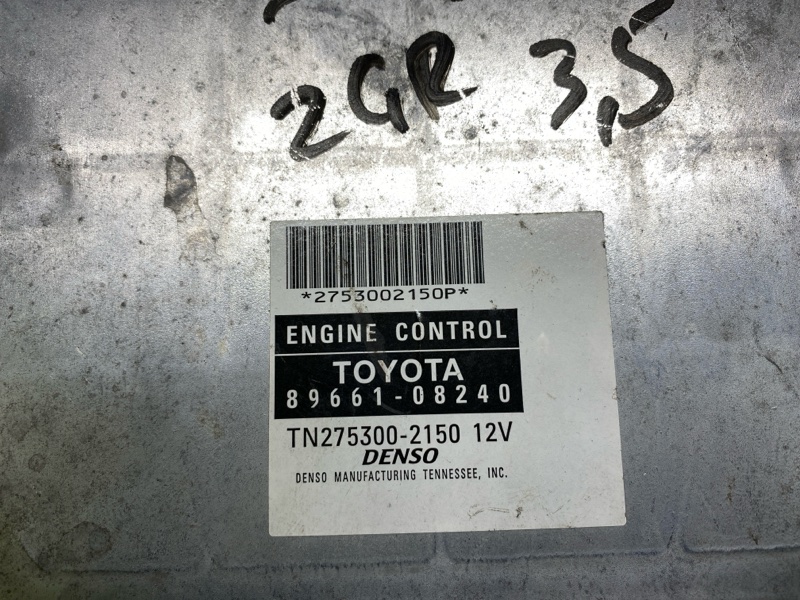 2GR 3,5
*2753002150P*
ENGINE CONTROL
TOYOTA
89661-08240
TN275300-2150 12V
DENSO
DENSO MANUFACTURING TENNESSEE, INC.